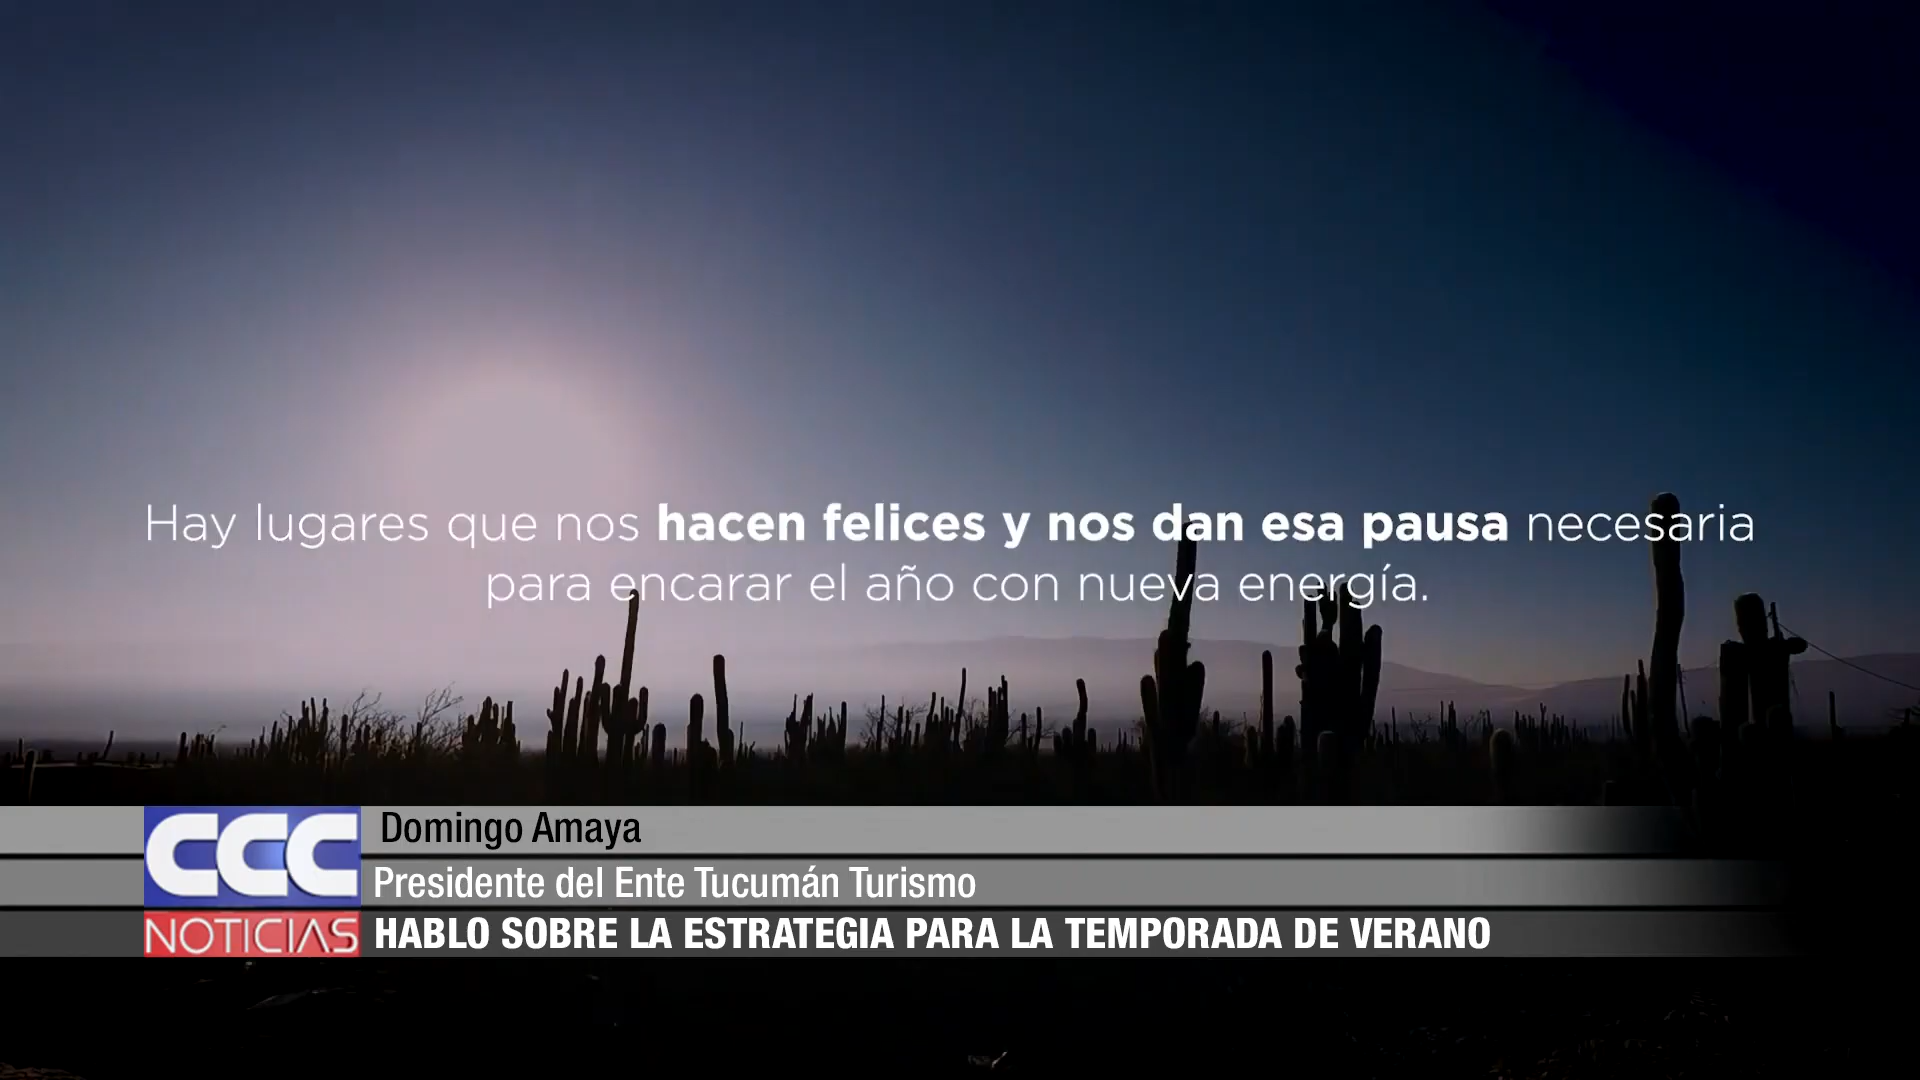 Hay lugares que nos hacen felices y nos dan esa pausa necesaria
para encarar el año con nueva energía.
CCC
NOTICIAS
Domingo Amaya
Presidente del Ente Tucumán Turismo
HABLO SOBRE LA ESTRATEGIA PARA LA TEMPORADA DE VERANO